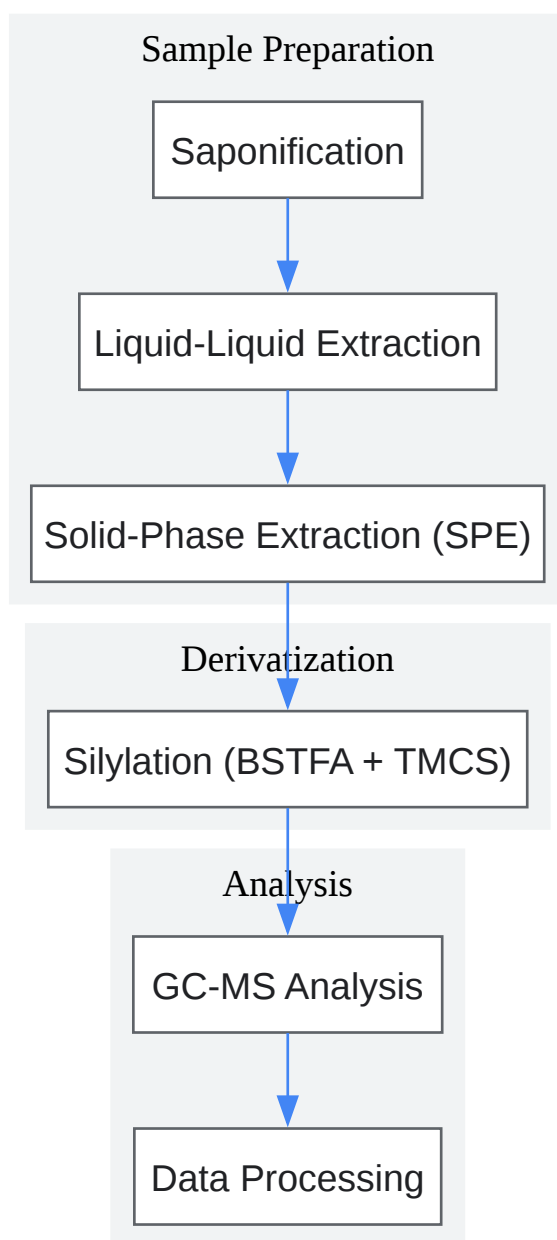 Sample Preparation
Saponification
Liquid-Liquid Extraction
Solid-Phase Extraction (SPE)
Derivatization
Silylation (BSTFA + TMCS)
Analysis
GC-MS Analysis
Data Processing